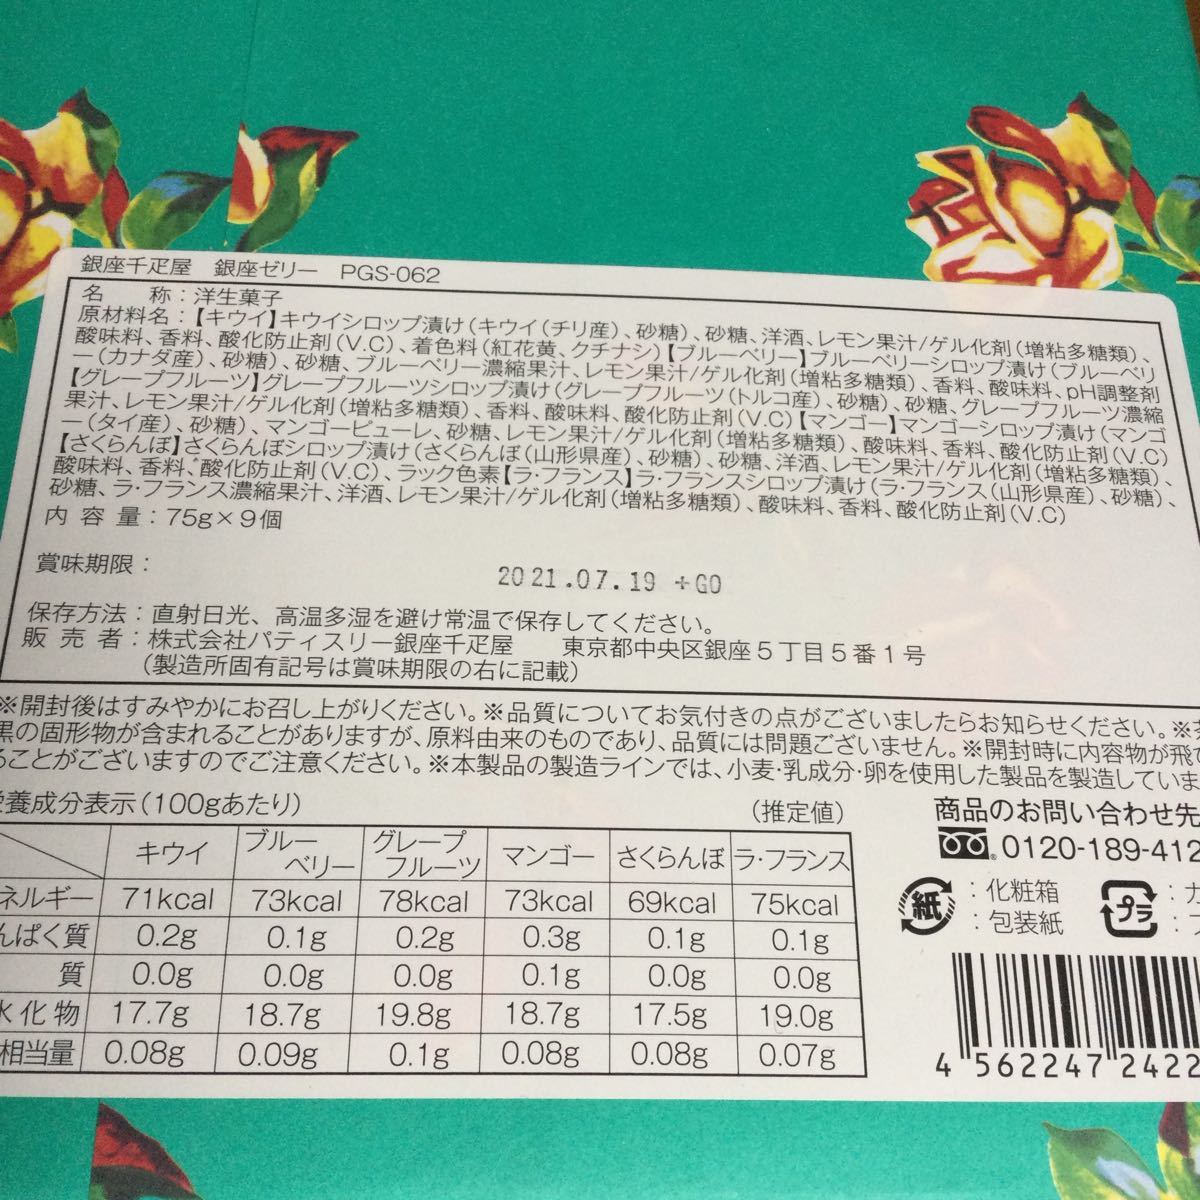 銀座千疋屋　銀座ゼリー　PGS-062
名　　称：洋生菓子
原材料名：【キウイ】キウイシロップ漬け（キウイ（チリ産）、砂糖）、砂糖、洋酒、レモン果汁/ゲル化剤（増粘多糖類）、
酸味料、香料、酸化防止剤（V.C）、着色料（紅花黄、クチナシ）【ブルーベリー】ブルーベリーシロップ漬け（ブルーベリ
ー（カナダ産）、砂糖）、砂糖、ブルーベリー濃縮果汁、レモン果汁/ゲル化剤（増粘多糖類）、香料、酸味料、pH調整剤
【グレープフルーツ】グレープフルーツシロップ漬け（グレープフルーツ（トルコ産）、砂糖）、砂糖、グレープフルーツ濃縮
果汁、レモン果汁/ゲル化剤（増粘多糖類）、香料、酸味料、酸化防止剤（V.C）【マンゴー】マンゴーシロップ漬け（マンゴ
ー（タイ産）、砂糖）、マンゴーピューレ、砂糖、レモン果汁/ゲル化剤（増粘多糖類）、酸味料、香料、酸化防止剤（V.C）
【さくらんぼ】さくらんぼシロップ漬け（さくらんぼ（山形県産）、砂糖）、砂糖、洋酒、レモン果汁/ゲル化剤（増粘多糖類）、
酸味料、香料、酸化防止剤（V.C）、ラック色素【ラ・フランス】ラ・フランスシロップ漬け（ラ・フランス（山形県産）、砂糖）、
砂糖、ラ・フランス濃縮果汁、洋酒、レモン果汁/ゲル化剤（増粘多糖類）、酸味料、香料、酸化防止剤（V.C）
内 容 量：75g×9個
賞味期限：
2021.07.19 +GO
保存方法：直射日光、高温多湿を避け常温で保存してください。
販 売 者：株式会社パティスリー銀座千疋屋　　東京都中央区銀座5丁目5番1号
（製造所固有記号は賞味期限の右に記載）
※開封後はすみやかにお召し上がりください。※品質についてお気付きの点がございましたらお知らせください。※
黒の固形物が含まれることがありますが、原料由来のものであり、品質には問題ございません。※開封時に内容物が飛び
ることがございますのでご注意ください。※本製品の製造ラインでは、小麦・乳成分・卵を使用した製品を製造していま
養成分表示（100gあたり）　（推定値）
キウイ ブルーベリー グレープフルーツ マンゴー さくらんぼ ラ・フランス
ネルギー 71kcal 73kcal 78kcal 73kcal 69kcal 75kcal
んぱく質 0.2g 0.1g 0.2g 0.3g 0.1g 0.1g
質 0.0g 0.0g 0.0g 0.1g 0.0g 0.0g
水化物 17.7g 18.7g 19.8g 18.7g 17.5g 19.0g
相当量 0.08g 0.09g 0.1g 0.08g 0.08g 0.07g
商品のお問い合わせ先
0120-189-412
紙：化粧箱
：包装紙
プラ：
4 562247 2422